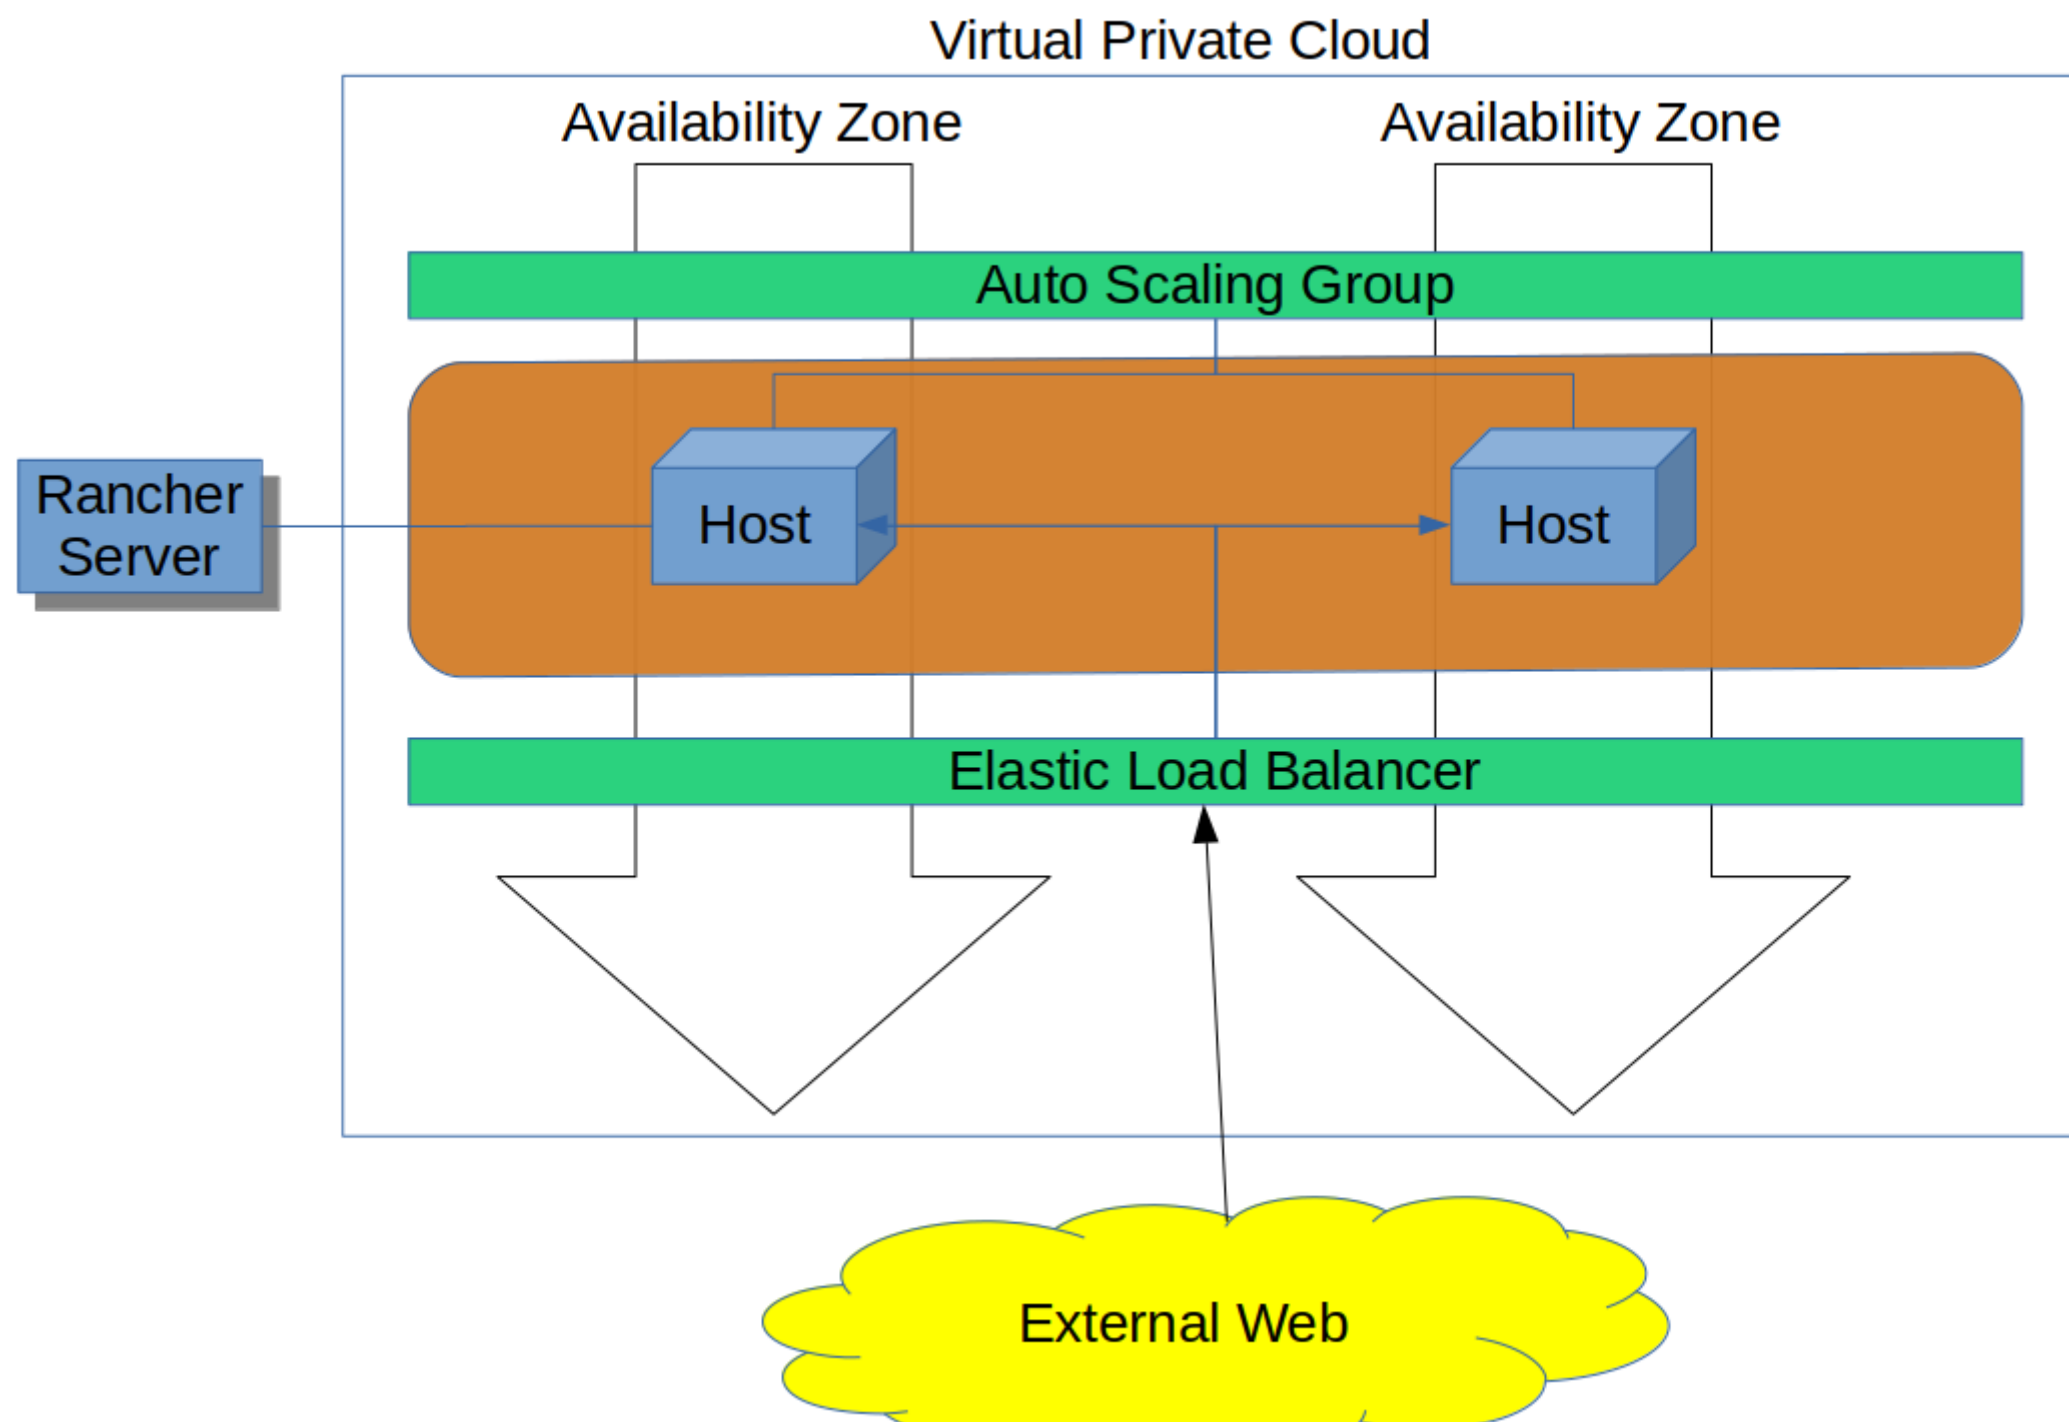 Virtual Private Cloud
Availability Zone
Availability Zone
Auto Scaling Group
Rancher
Server
Host
Host
Elastic Load Balancer
External Web